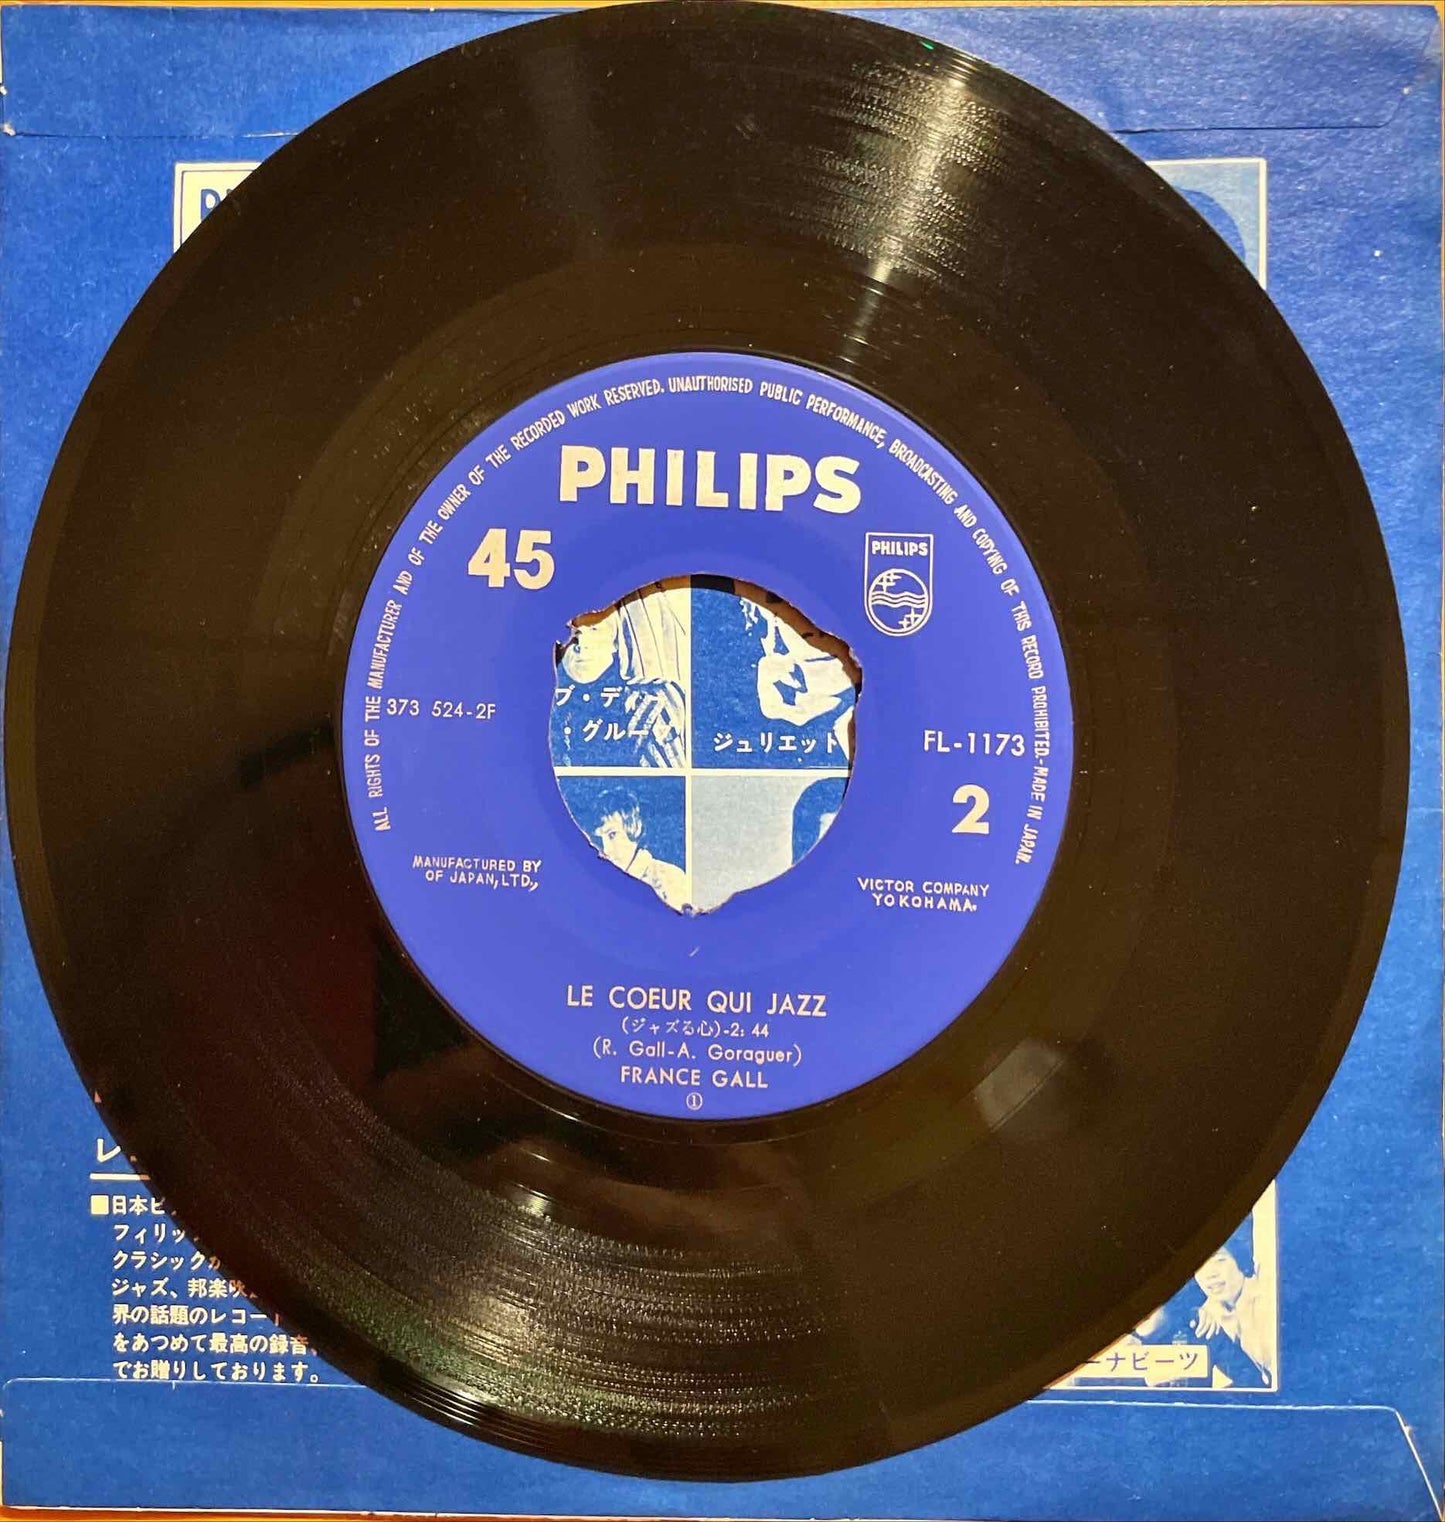 ALL RIGHTS OF THE MANUFACTURER AND OF THE OWNER OF THE RECORDED WORK RESERVED. UNAUTHORISED PUBLIC PERFORMANCE, BROADCASTING AND COPYING OF THIS RECORD PROHIBITED.-MADE IN JAPAN.
PHILIPS
45
PHILIPS
ブ・ディー
・グループ
ジュリエット
373 524-2F
FL-1173
2
MANUFACTURED BY
OF JAPAN, LTD.,
VICTOR COMPANY
YOKOHAMA.
LE COEUR QUI JAZZ
(ジャズる心)-2:44
(R. Gall-A. Goraguer)
FRANCE GALL
①
レ
■日本ビ
フィリッ
クラシックが
ジャズ、邦楽吹
界の話題のレコー
をあつめて最高の録音、
でお贈りしております。
ーナビーツ